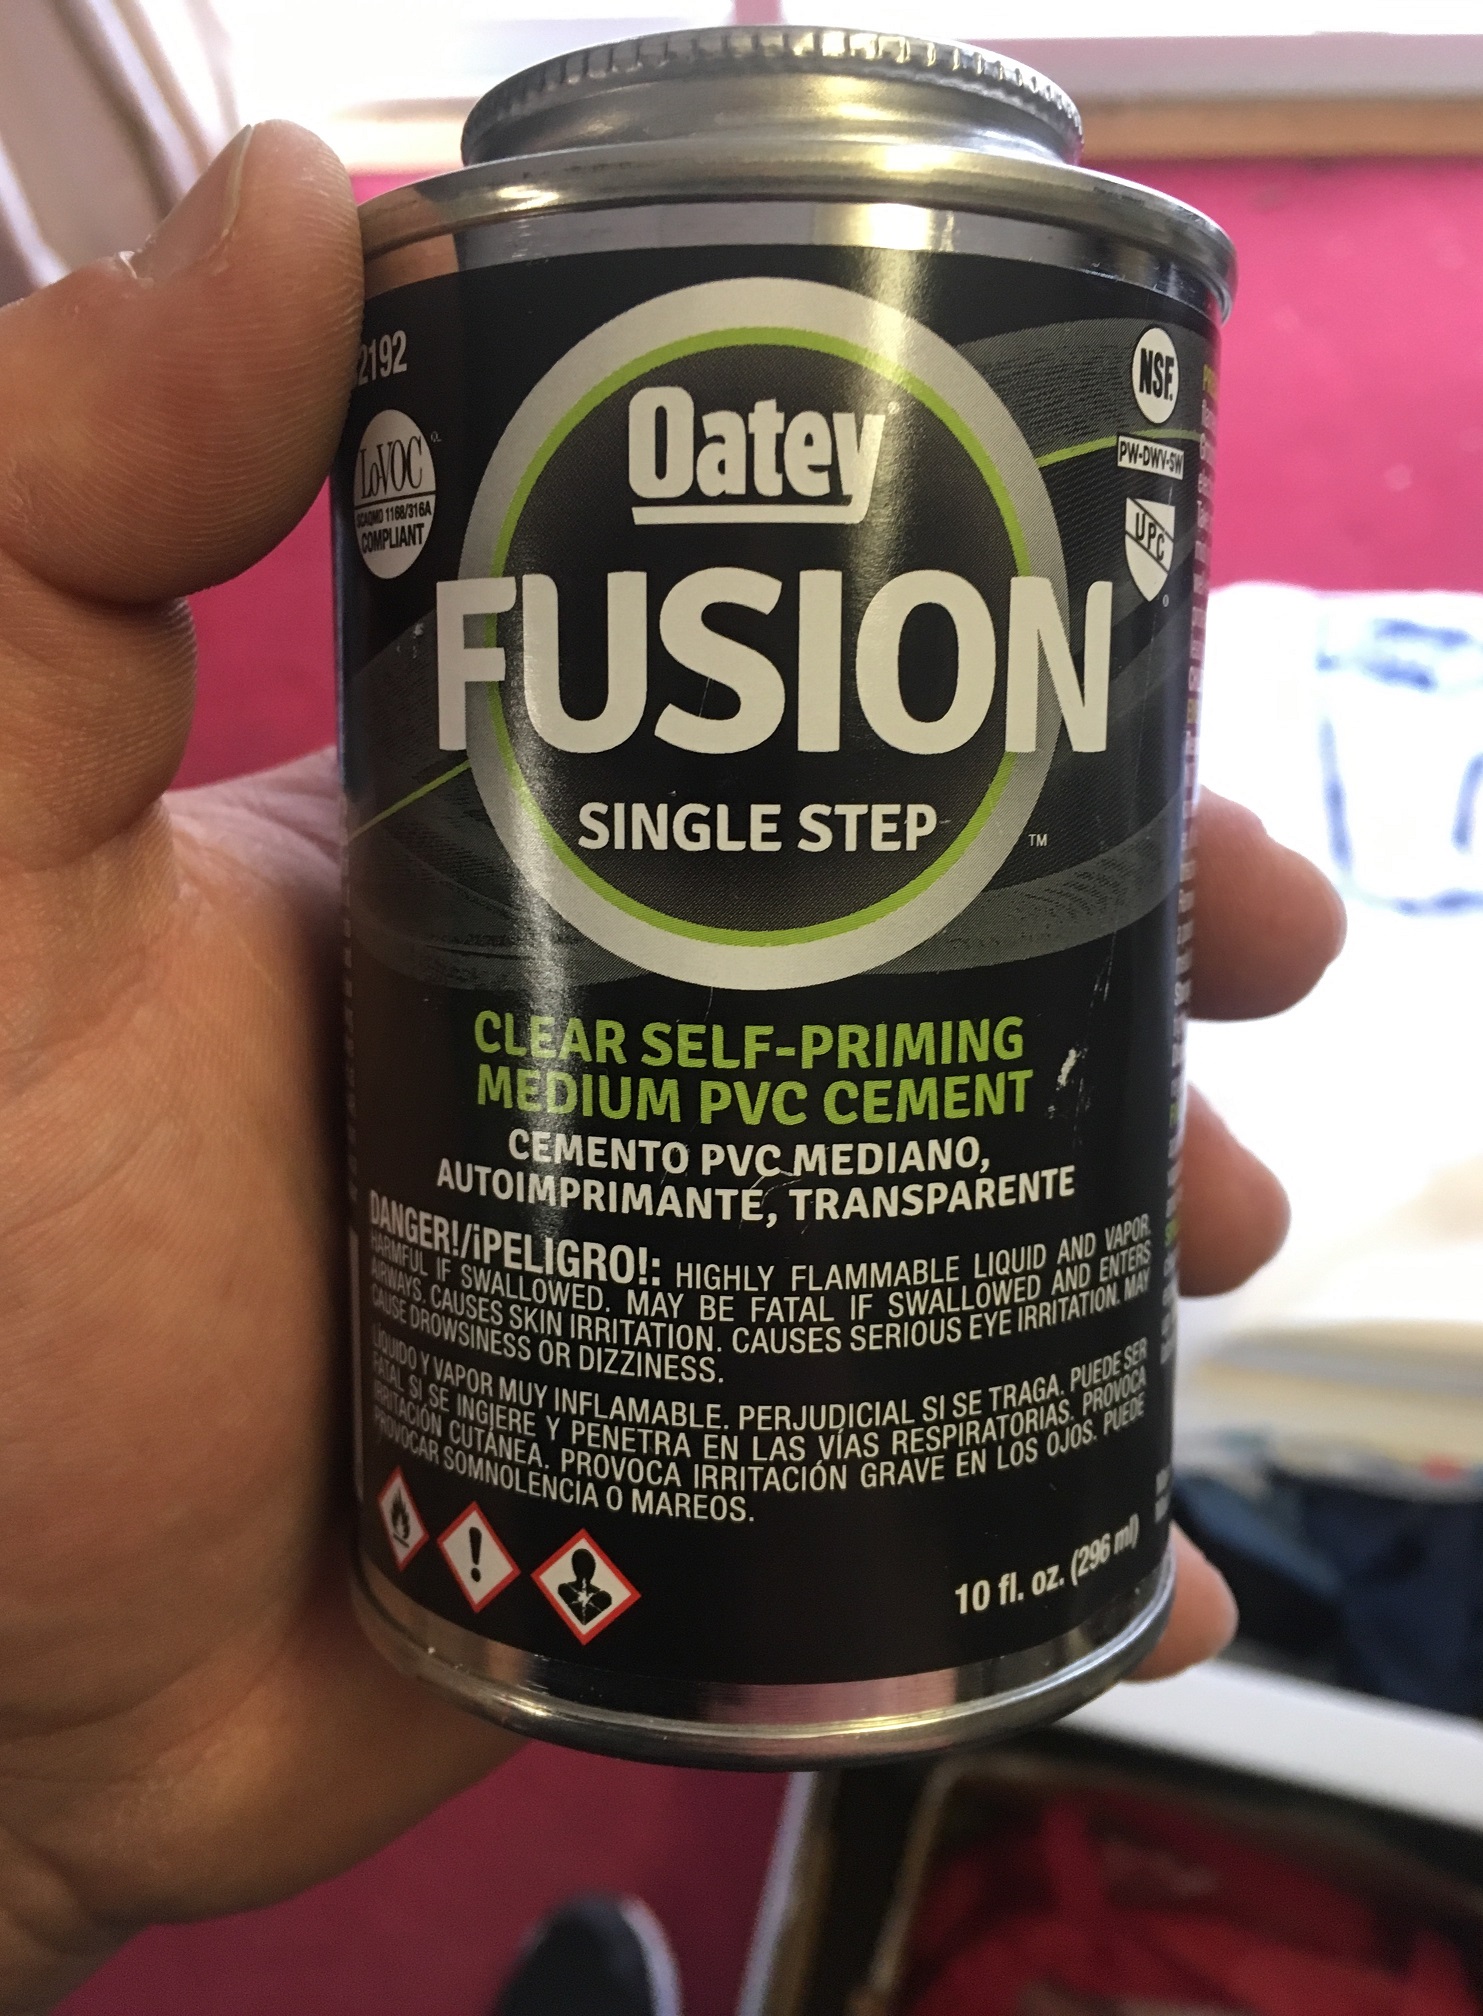 2192
LoVOC
SCAQMD 1168/316A
COMPLIANT
Oatey®
FUSION
SINGLE STEP
™
NSF.
PW-DWV-SW
UPC
®
CLEAR SELF-PRIMING
MEDIUM PVC CEMENT
CEMENTO PVC MEDIANO,
AUTOIMPRIMANTE, TRANSPARENTE
DANGER!/¡PELIGRO!: HIGHLY FLAMMABLE LIQUID AND VAPOR.
HARMFUL IF SWALLOWED. MAY BE FATAL IF SWALLOWED AND ENTERS
AIRWAYS. CAUSES SKIN IRRITATION. CAUSES SERIOUS EYE IRRITATION. MAY
CAUSE DROWSINESS OR DIZZINESS.
LÍQUIDO Y VAPOR MUY INFLAMABLE. PERJUDICIAL SI SE TRAGA. PUEDE SER
FATAL SI SE INGIERE Y PENETRA EN LAS VÍAS RESPIRATORIAS. PROVOCA
IRRITACIÓN CUTÁNEA. PROVOCA IRRITACIÓN GRAVE EN LOS OJOS. PUEDE
PROVOCAR SOMNOLENCIA O MAREOS.
10 fl. oz. (296 ml)